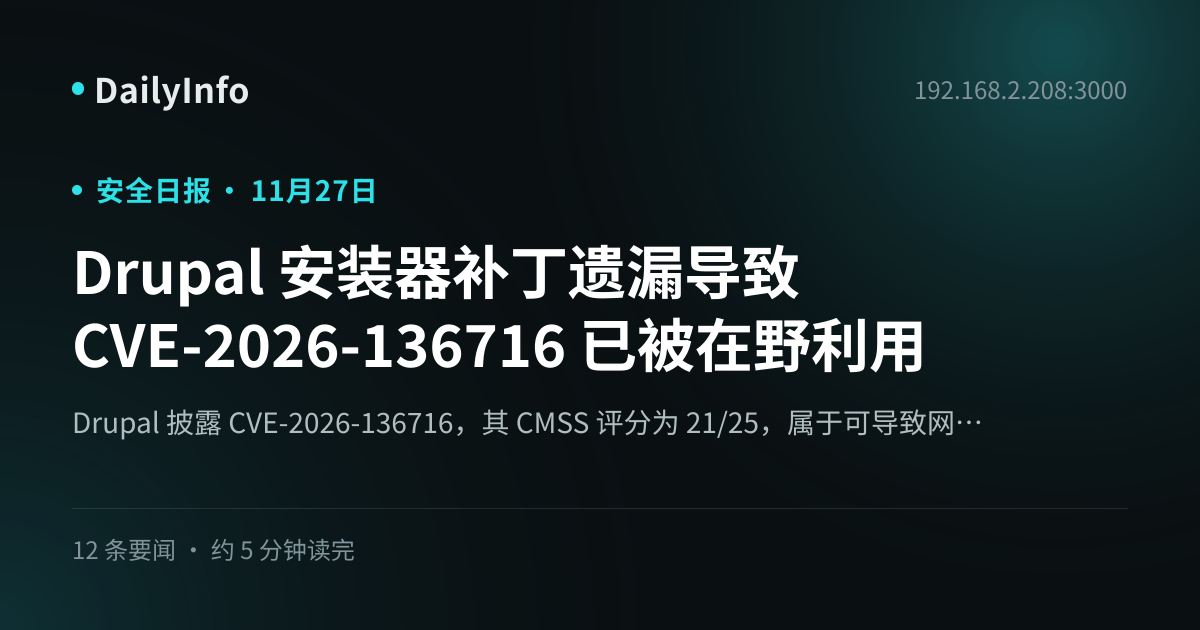 DailyInfo
192.168.2.208:3000
安全日报 · 11月27日
Drupal 安装器补丁遗漏导致
CVE-2026-136716 已被在野利用
Drupal 披露 CVE-2026-136716，其 CMSS 评分为 21/25，属于可导致网…
12 条要闻 · 约 5 分钟读完